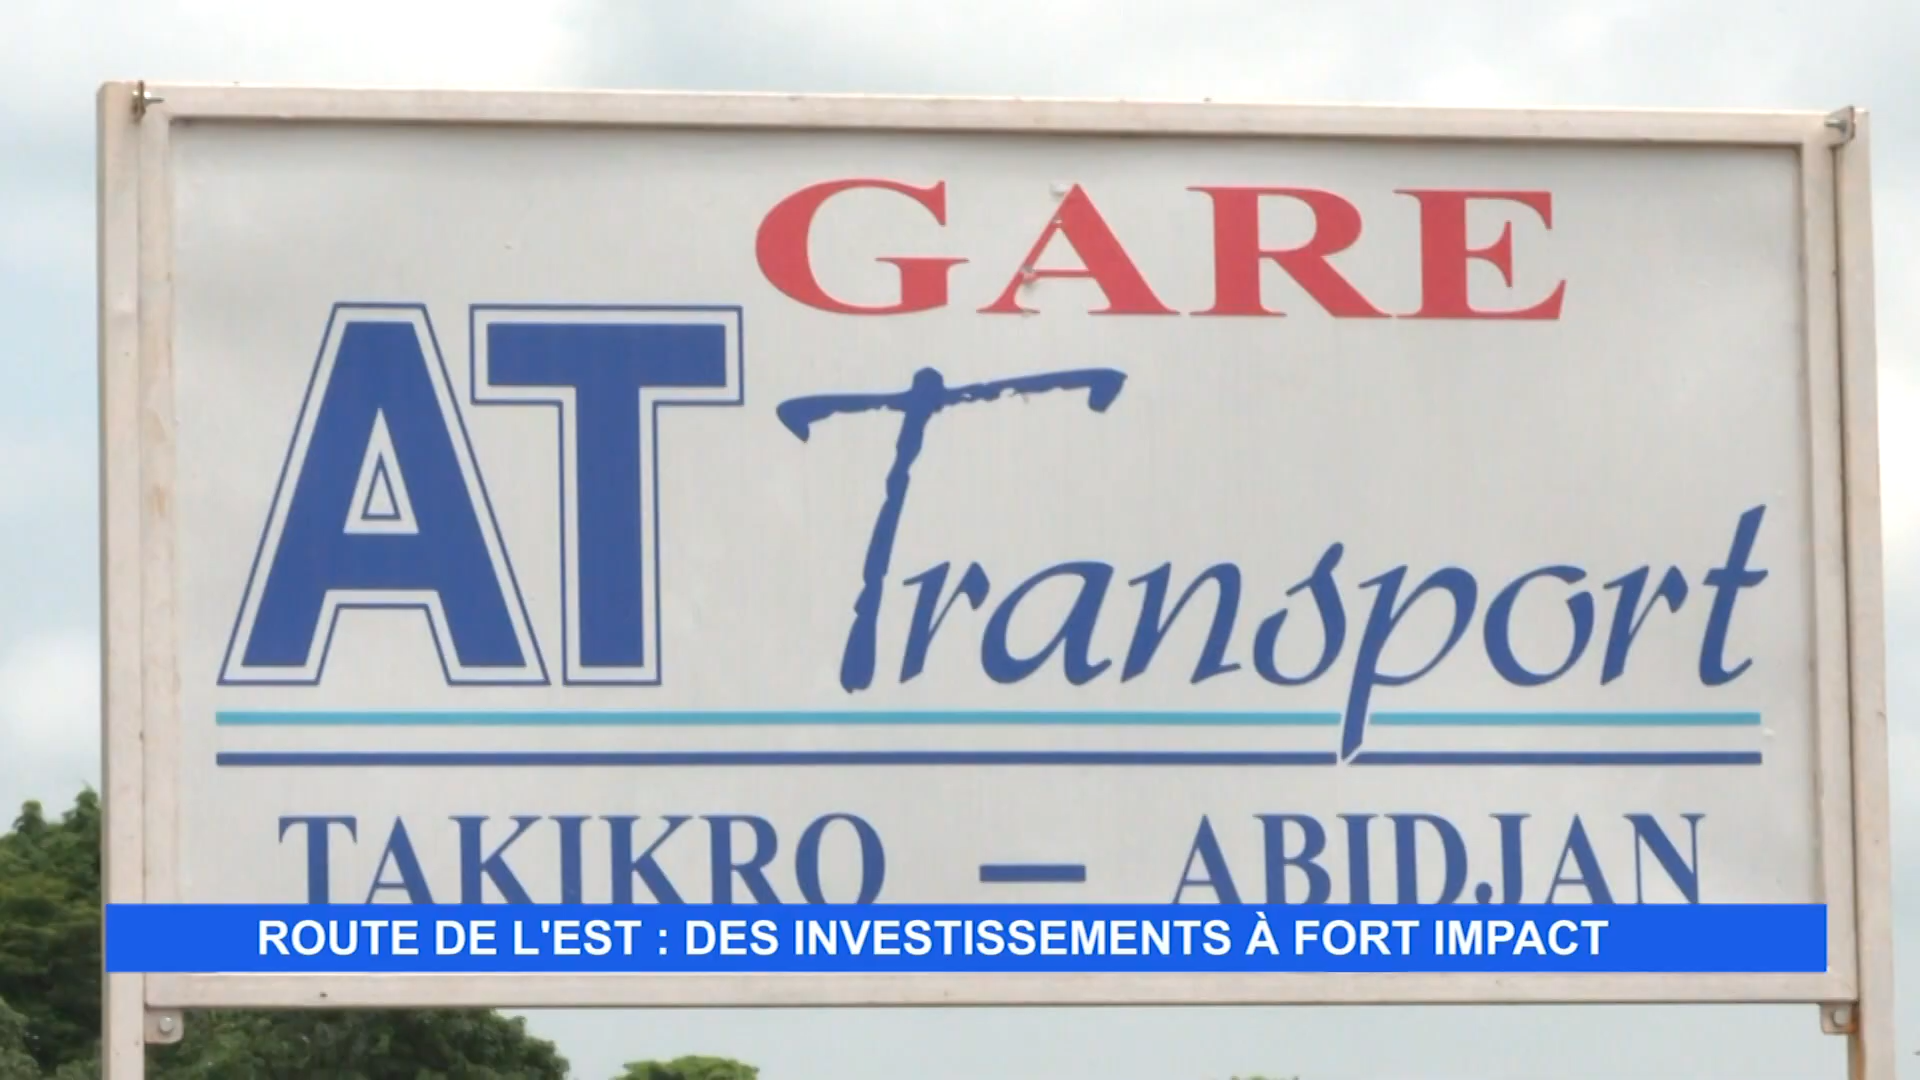 GARE
AT Transport
TAKIKRO – ABIDJAN
ROUTE DE L'EST : DES INVESTISSEMENTS À FORT IMPACT